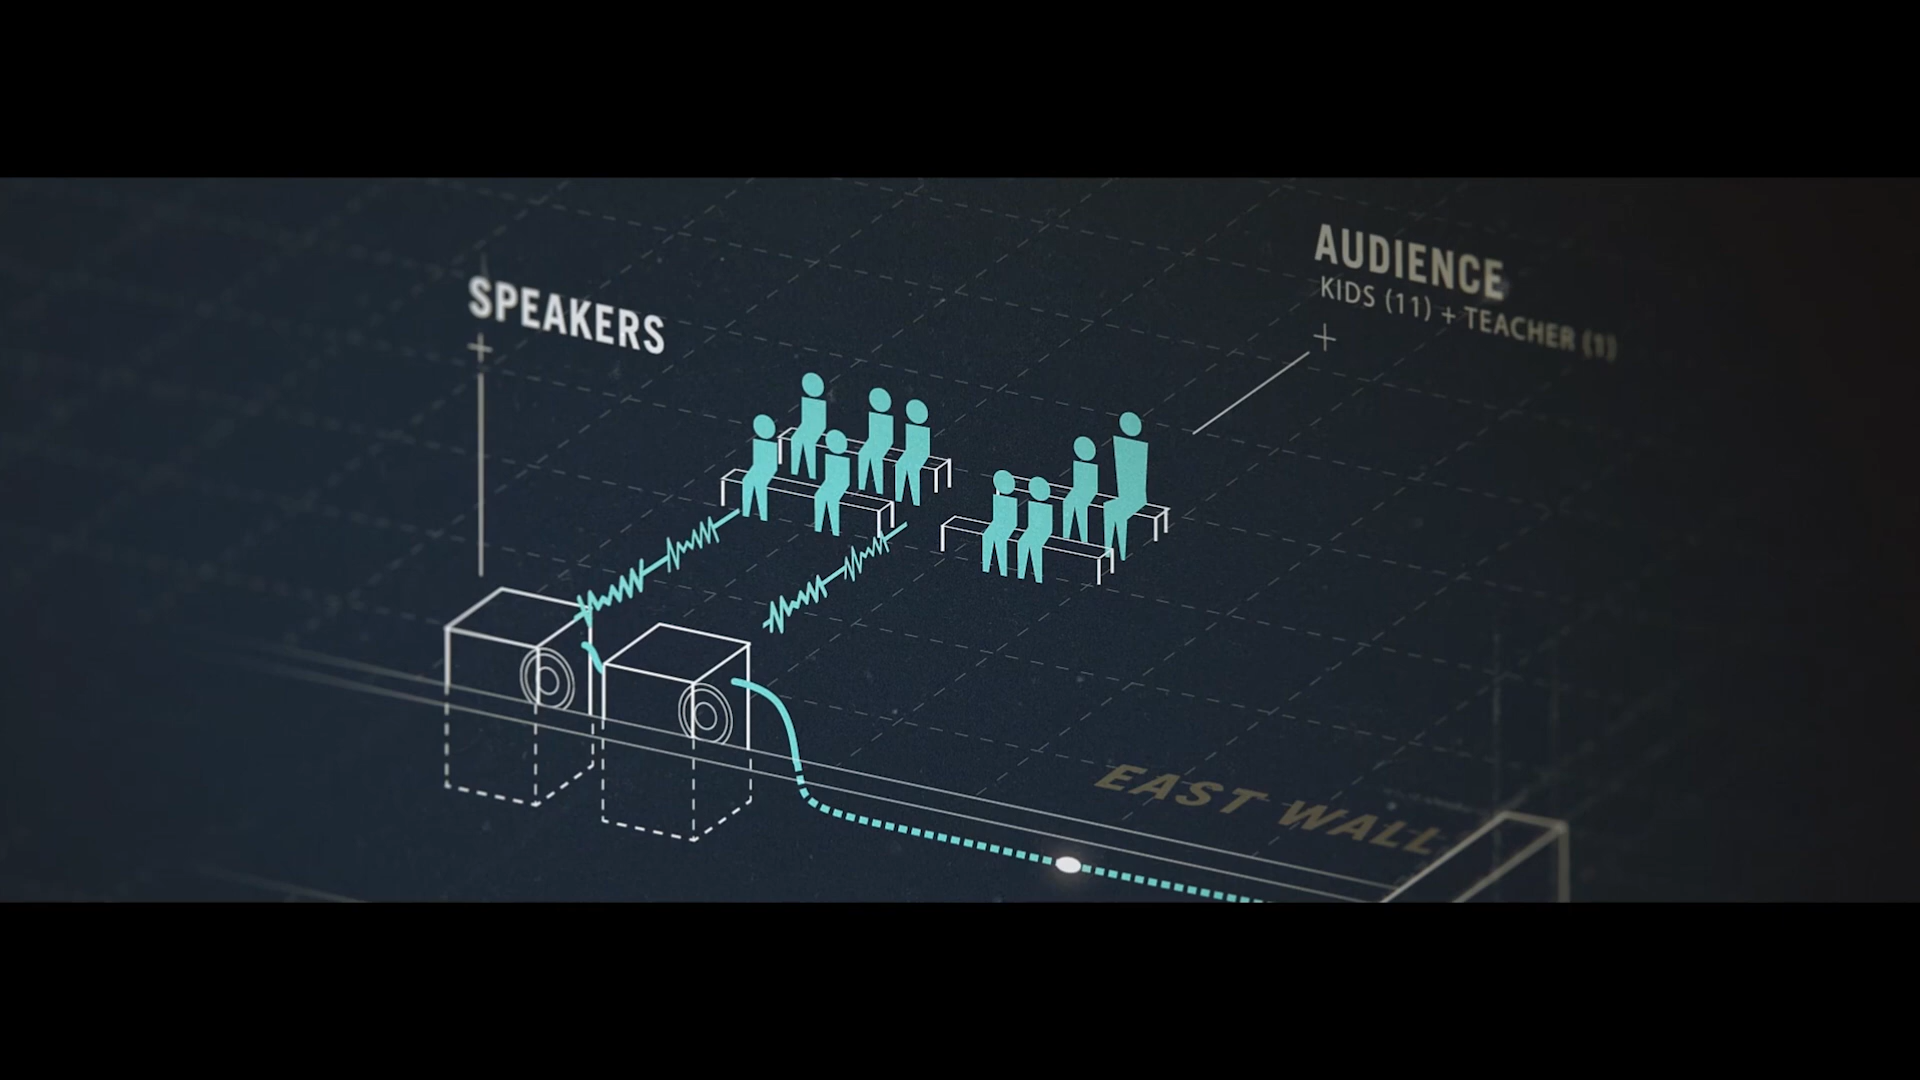 SPEAKERS
AUDIENCE
KIDS (11) + TEACHER (1)
EAST WALL